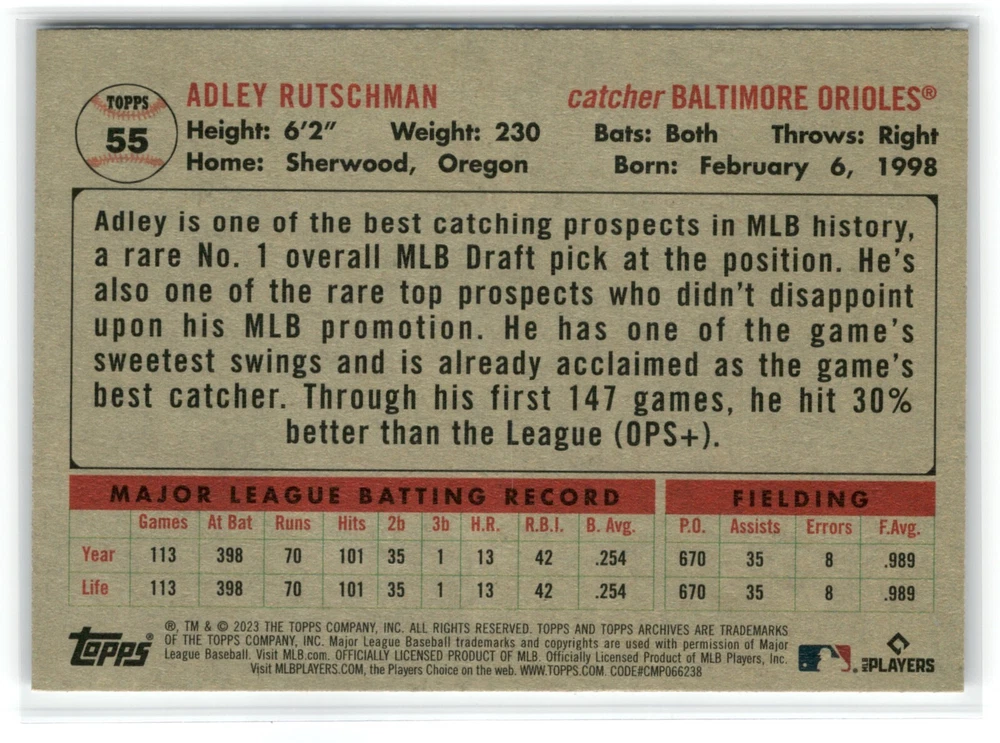 TOPPS
55
ADLEY RUTSCHMAN catcher BALTIMORE ORIOLES®
Height: 6'2" Weight: 230 Bats: Both Throws: Right
Home: Sherwood, Oregon Born: February 6, 1998
Adley is one of the best catching prospects in MLB history,
a rare No. 1 overall MLB Draft pick at the position. He's
also one of the rare top prospects who didn't disappoint
upon his MLB promotion. He has one of the game's
sweetest swings and is already acclaimed as the game's
best catcher. Through his first 147 games, he hit 30%
better than the League (OPS+).
MAJOR LEAGUE BATTING RECORD FIELDING
Games At Bat Runs Hits 2b 3b H.R. R.B.I. B. Avg. P.O. Assists Errors F.Avg.
Year 113 398 70 101 35 1 13 42 .254 670 35 8 .989
Life 113 398 70 101 35 1 13 42 .254 670 35 8 .989
topps®
®, TM & © 2023 THE TOPPS COMPANY, INC. ALL RIGHTS RESERVED. TOPPS AND TOPPS ARCHIVES ARE TRADEMARKS
OF THE TOPPS COMPANY, INC. Major League Baseball trademarks and copyrights are used with permission of Major
League Baseball. Visit MLB.com. OFFICIALLY LICENSED PRODUCT OF MLB. Officially Licensed Product of MLB Players, Inc.
Visit MLBPLAYERS.COM, the Players Choice on the web. WWW.TOPPS.COM. CODE#CMP066238
MLB PLAYERS